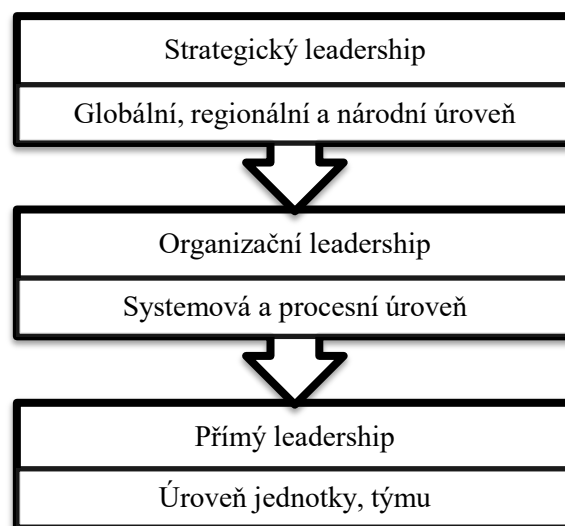 Strategický leadership
Globální, regionální a národní úroveň
Organizační leadership
Systemová a procesní úroveň
Přímý leadership
Úroveň jednotky, týmu